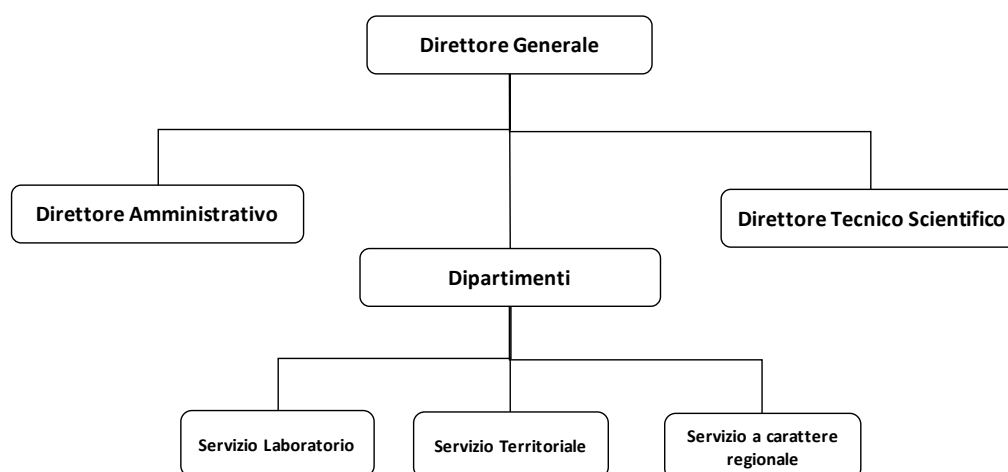 Direttore Generale
Direttore Amministrativo
Direttore Tecnico Scientifico
Dipartimenti
Servizio Laboratorio
Servizio Territoriale
Servizio a carattere
regionale